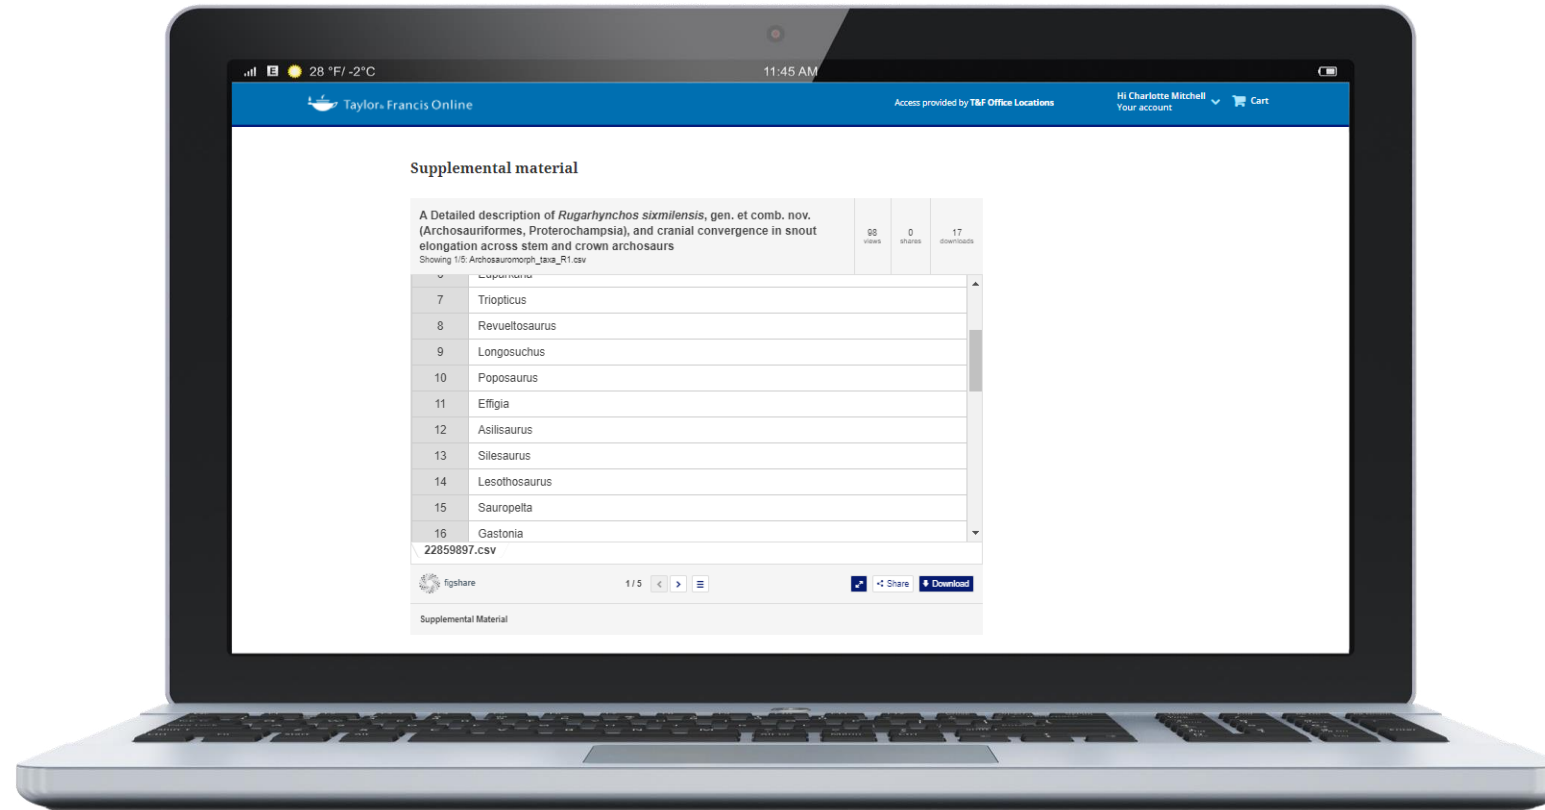 28 °F/ -2°C
11:45 AM
Taylor & Francis Online
Access provided by T&F Office Locations
Hi Charlotte Mitchell
Your account
Cart
Supplemental material
A Detailed description of Rugarhynchos sixmilensis, gen. et comb. nov.
(Archosauriformes, Proterochampsia), and cranial convergence in snout
elongation across stem and crown archosaurs
Showing 1/5: Archosauromorph_taxa_R1.csv
98
views
0
shares
17
downloads
7 Triopticus
8 Revueltosaurus
9 Longosuchus
10 Poposaurus
11 Effigia
12 Asilisaurus
13 Silesaurus
14 Lesothosaurus
15 Sauropelta
16 Gastonia
22859897.csv
figshare
1 / 5
Share
Download
Supplemental Material